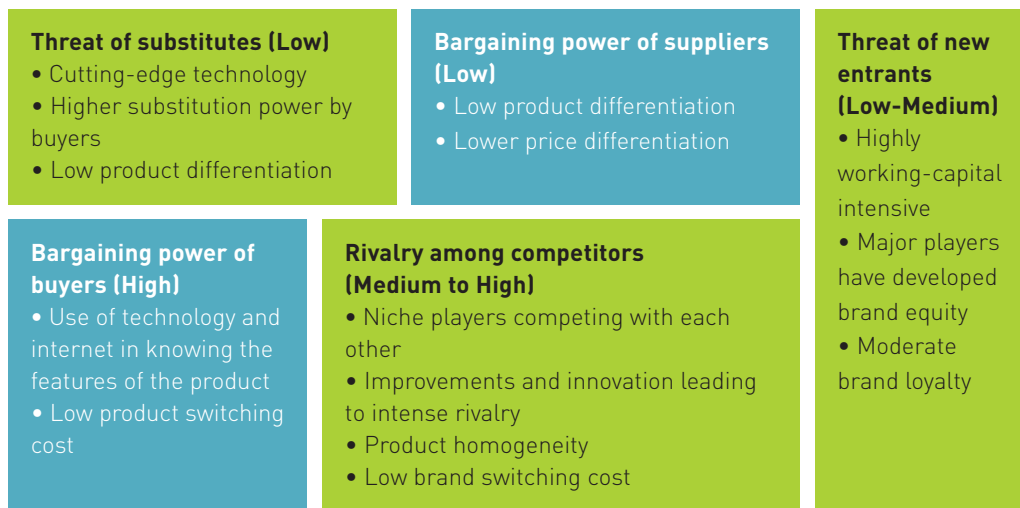 Threat of substitutes (Low)
• Cutting-edge technology
• Higher substitution power by
buyers
• Low product differentiation
Bargaining power of suppliers
(Low)
• Low product differentiation
• Lower price differentiation
Threat of new
entrants
(Low-Medium)
• Highly
working-capital
intensive
• Major players
have developed
brand equity
• Moderate
brand loyalty
Bargaining power of
buyers (High)
• Use of technology and
internet in knowing the
features of the product
• Low product switching
cost
Rivalry among competitors
(Medium to High)
• Niche players competing with each
other
• Improvements and innovation leading
to intense rivalry
• Product homogeneity
• Low brand switching cost